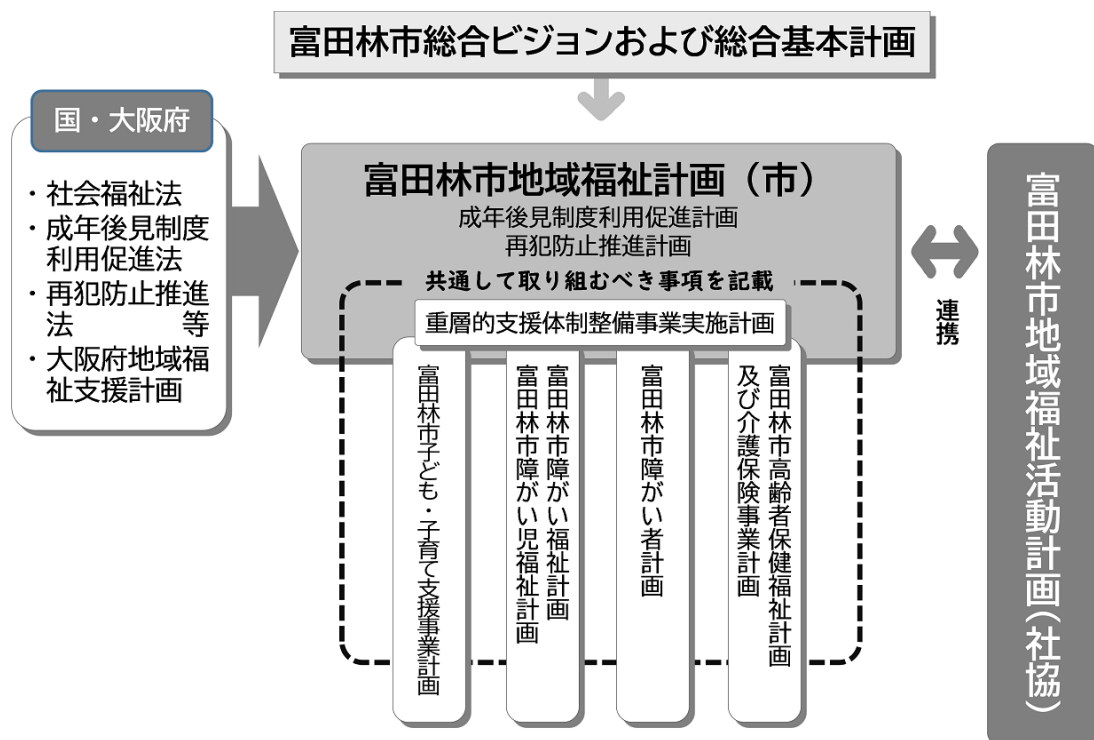 富田林市総合ビジョンおよび総合基本計画
国・大阪府
・社会福祉法
・成年後見制度
利用促進法
・再犯防止推進
法 等
・大阪府地域福
祉支援計画
富田林市地域福祉計画（市）
成年後見制度利用促進計画
再犯防止推進計画
共通して取り組むべき事項を記載
重層的支援体制整備事業実施計画
富田林市子ども・子育て支援事業計画
富田林市障がい福祉計画
富田林市障がい児福祉計画
富田林市障がい者計画
富田林市高齢者保健福祉計画
及び介護保険事業計画
連携
富田林市地域福祉活動計画（社協）